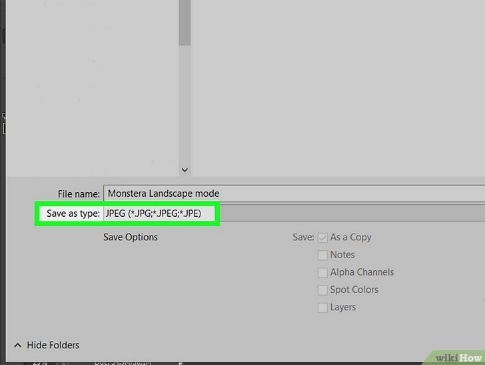 File name: Monstera Landscape mode
Save as type: JPEG (*.JPG;*.JPEG;*.JPE)
Save Options
Save: As a Copy
Notes
Alpha Channels
Spot Colors
Layers
Hide Folders
wikiHow